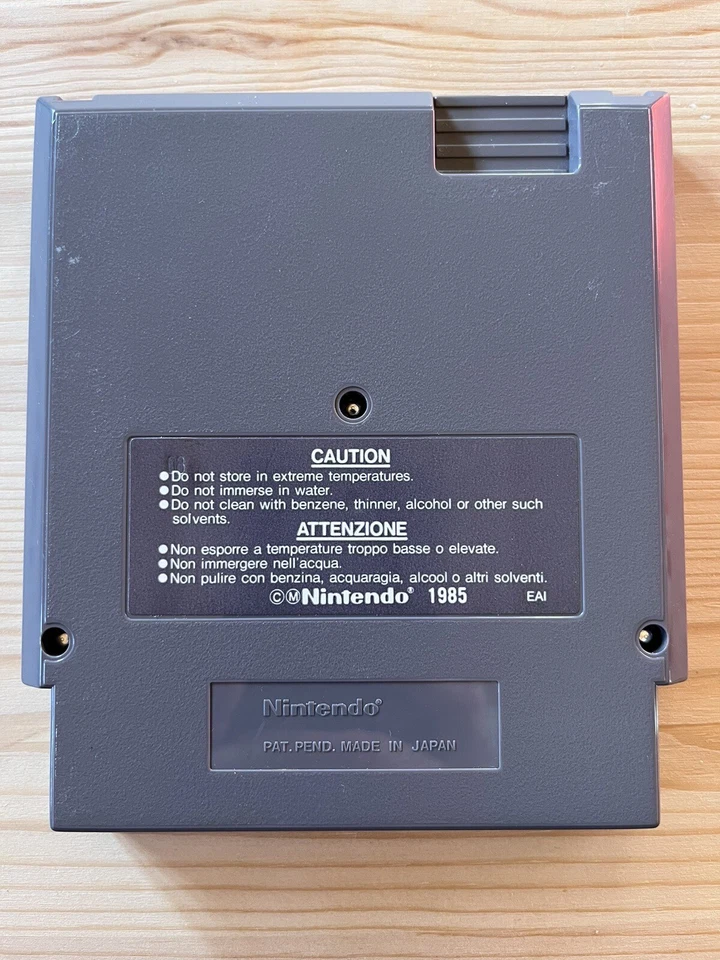 CAUTION
●Do not store in extreme temperatures.
●Do not immerse in water.
●Do not clean with benzene, thinner, alcohol or other such
solvents.
ATTENZIONE
●Non esporre a temperature troppo basse o elevate.
●Non immergere nell'acqua.
●Non pulire con benzina, acquaragia, alcool o altri solventi.
©ⓂNintendo® 1985 EAI
Nintendo®
PAT. PEND. MADE IN JAPAN